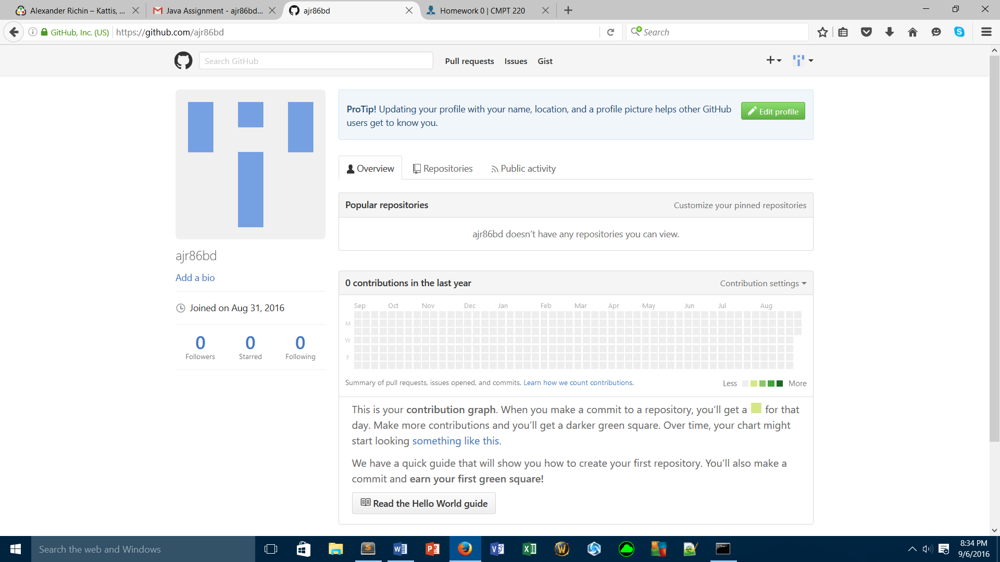 Alexander Richin – Kattis, ...
Java Assignment - ajr86bd...
ajr86bd
Homework 0 | CMPT 220
GitHub, Inc. (US)
https://github.com/ajr86bd
Search
Search GitHub
Pull requests
Issues
Gist
ProTip! Updating your profile with your name, location, and a profile picture helps other GitHub
users get to know you.
Edit profile
Overview
Repositories
Public activity
Popular repositories
Customize your pinned repositories
ajr86bd doesn’t have any repositories you can view.
ajr86bd
Add a bio
Joined on Aug 31, 2016
0 0 0
Followers Starred Following
0 contributions in the last year
Contribution settings
Sep Oct Nov Dec Jan Feb Mar Apr May Jun Jul Aug
M
W
F
Summary of pull requests, issues opened, and commits. Learn how we count contributions.
Less More
This is your contribution graph. When you make a commit to a repository, you’ll get a for that
day. Make more contributions and you’ll get a darker green square. Over time, your chart might
start looking something like this.
We have a quick guide that will show you how to create your first repository. You’ll also make a
commit and earn your first green square!
Read the Hello World guide
Search the web and Windows
8:34 PM
9/6/2016